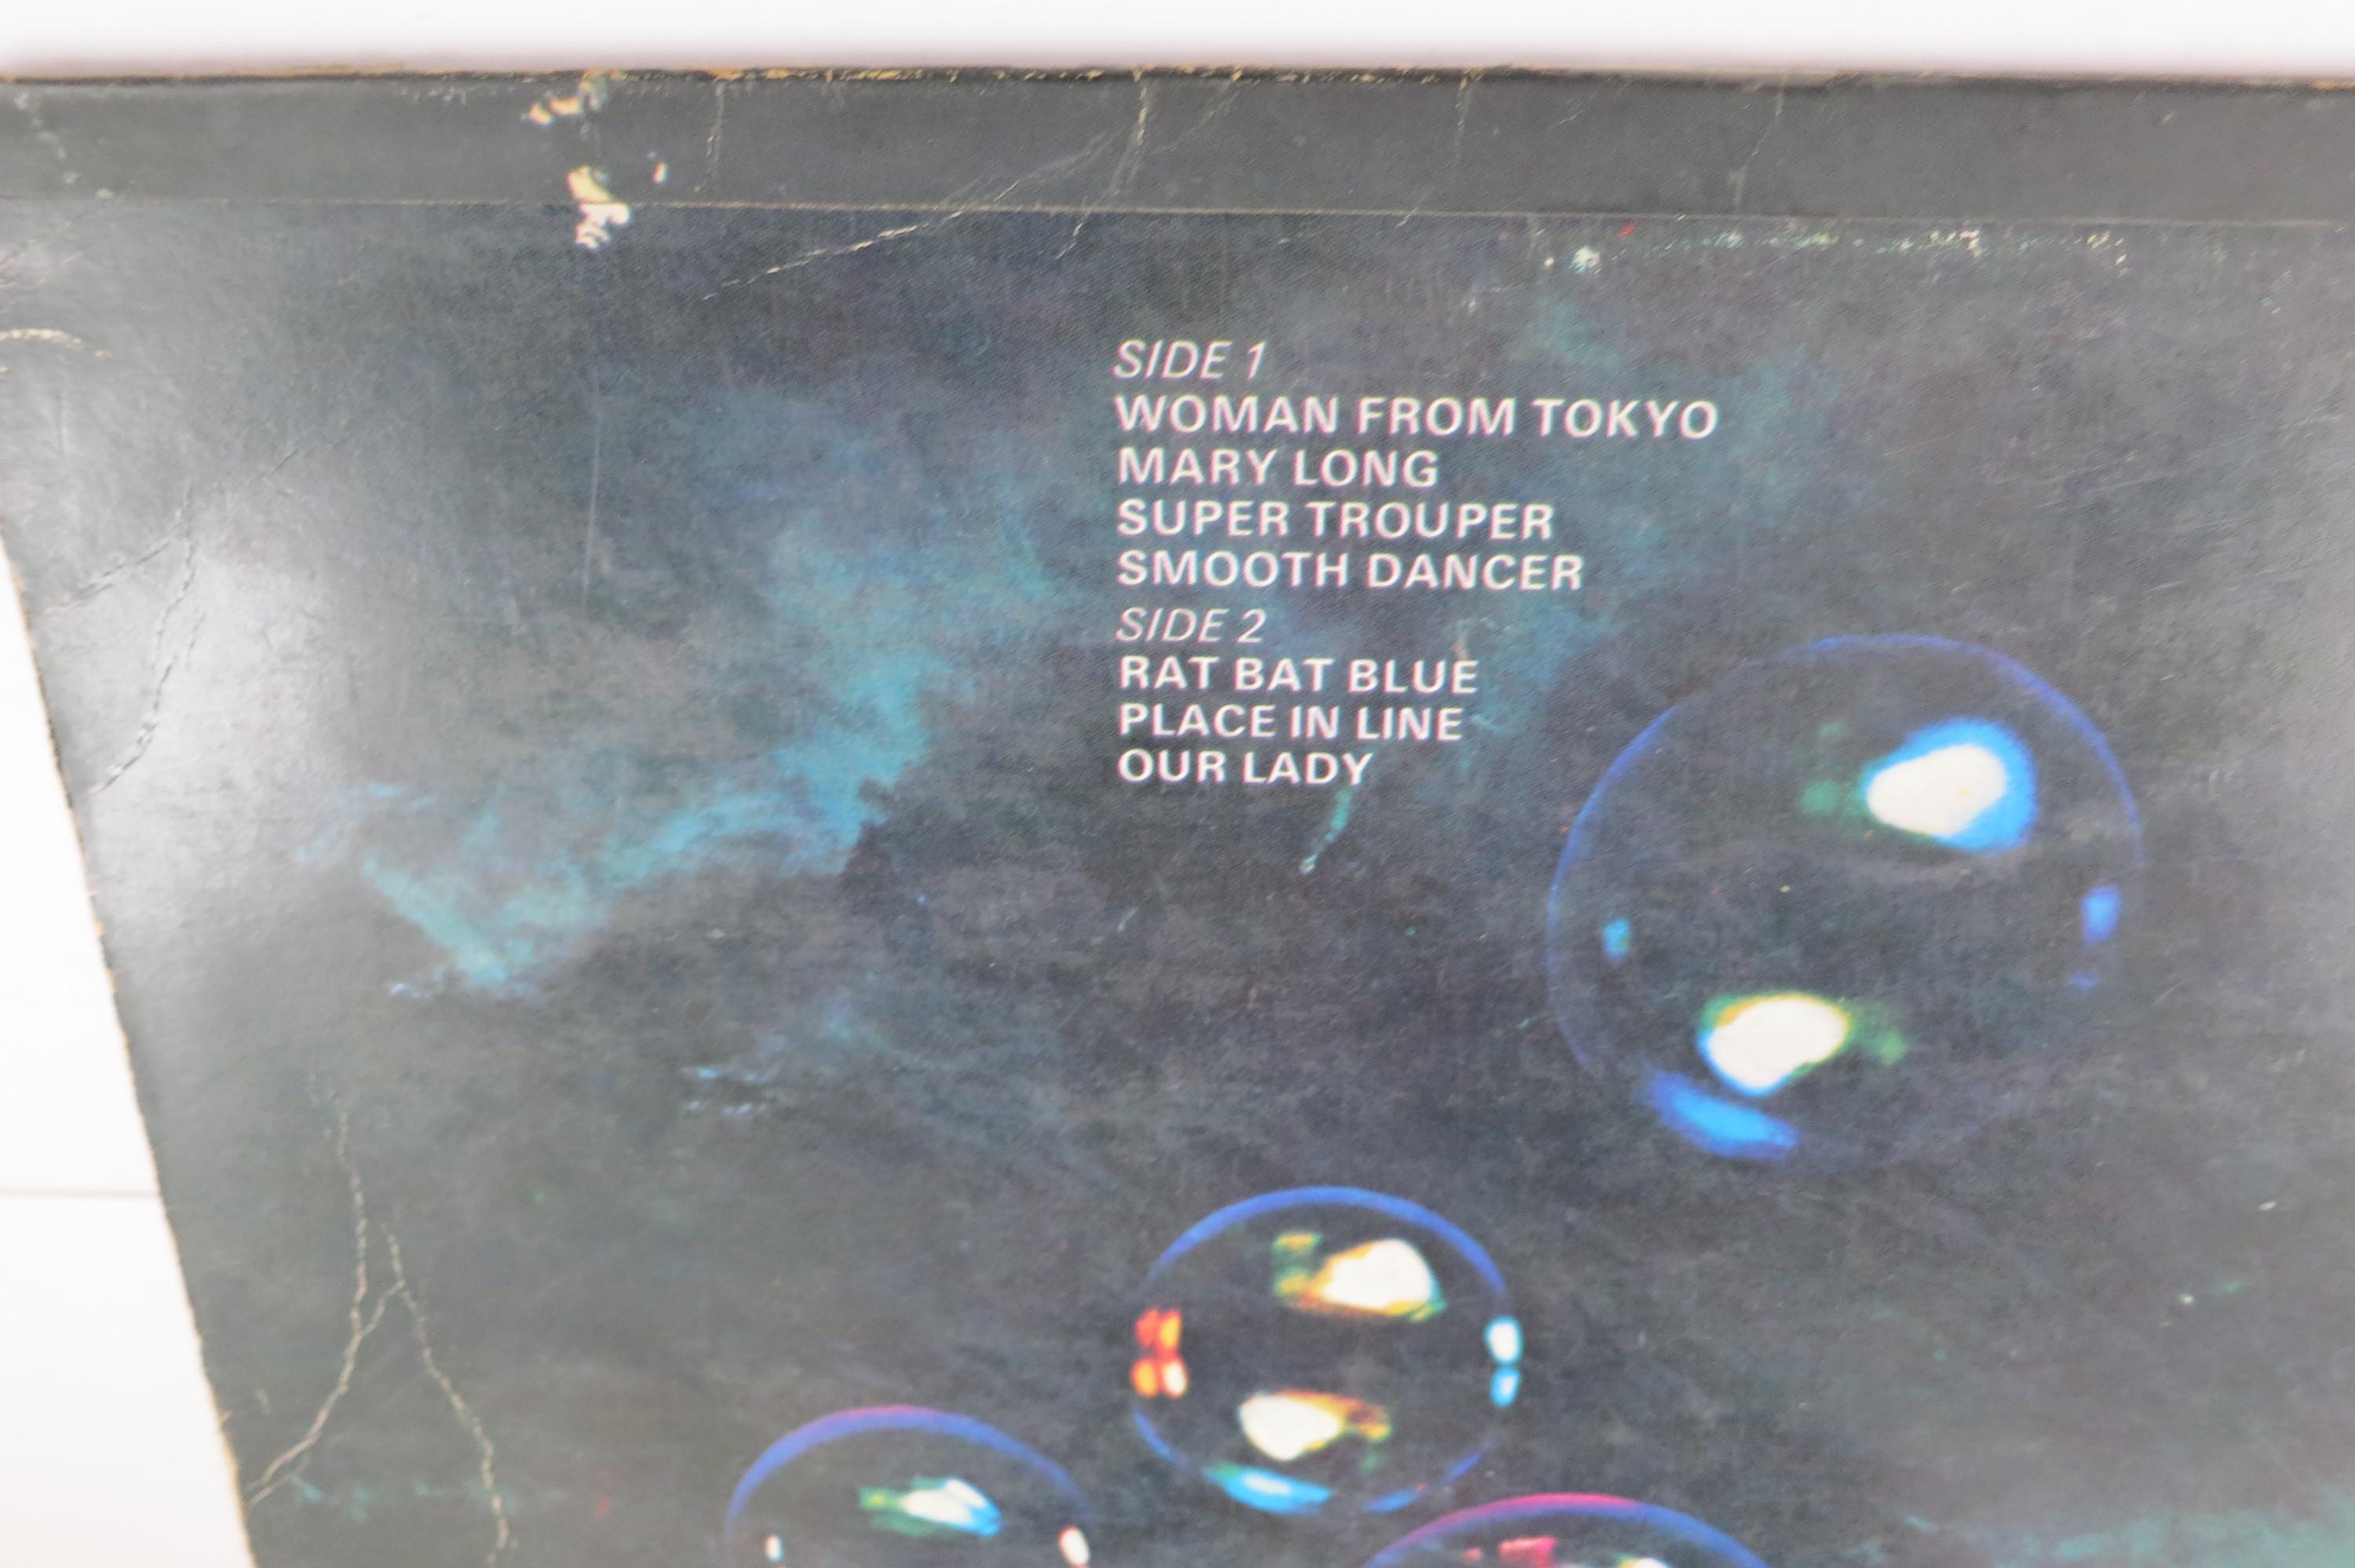 SIDE 1
WOMAN FROM TOKYO
MARY LONG
SUPER TROUPER
SMOOTH DANCER
SIDE 2
RAT BAT BLUE
PLACE IN LINE
OUR LADY